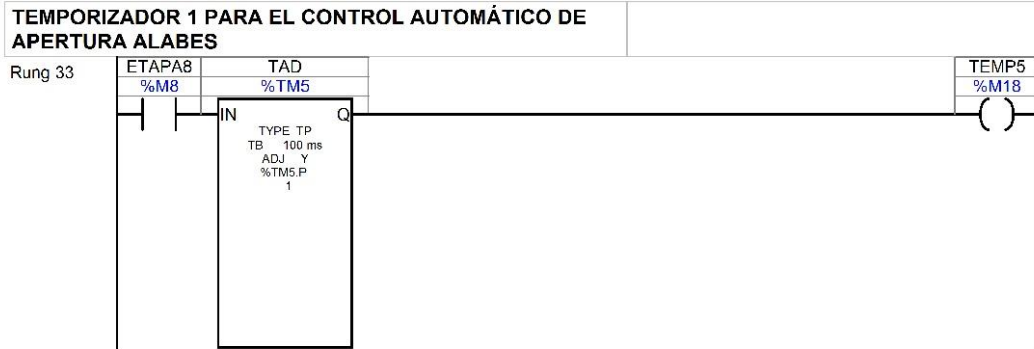 TEMPORIZADOR 1 PARA EL CONTROL AUTOMÁTICO DE
APERTURA ALABES
Rung 33
ETAPA8 TAD TEMP5
%M8 %TM5 %M18
IN Q
TYPE TP
TB 100 ms
ADJ Y
%TM5.P
1